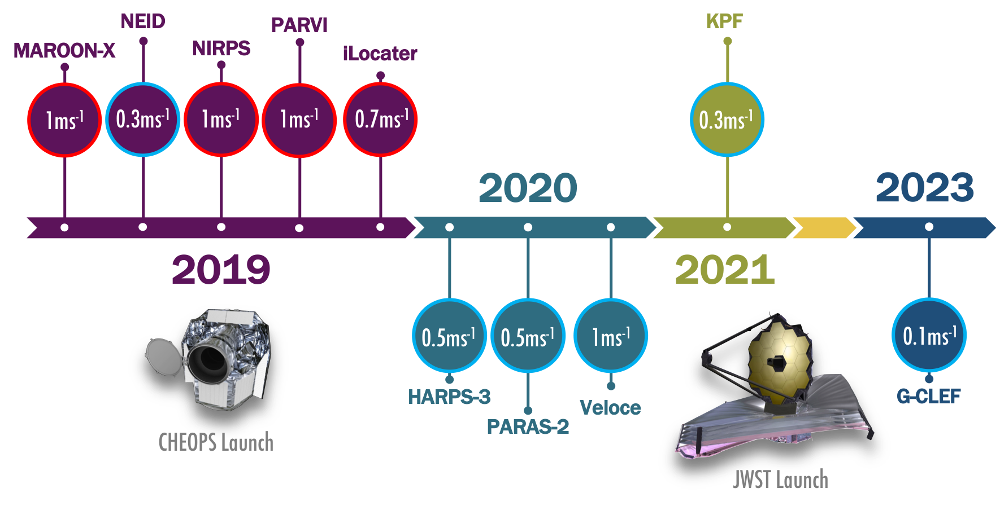 MAROON-X
NEID
NIRPS
PARVI
iLocater
KPF
1ms⁻¹
0.3ms⁻¹
1ms⁻¹
1ms⁻¹
0.7ms⁻¹
0.3ms⁻¹
2020
2023
2019
2021
0.5ms⁻¹
0.5ms⁻¹
1ms⁻¹
0.1ms⁻¹
HARPS-3
PARAS-2
Veloce
G-CLEF
CHEOPS Launch
JWST Launch